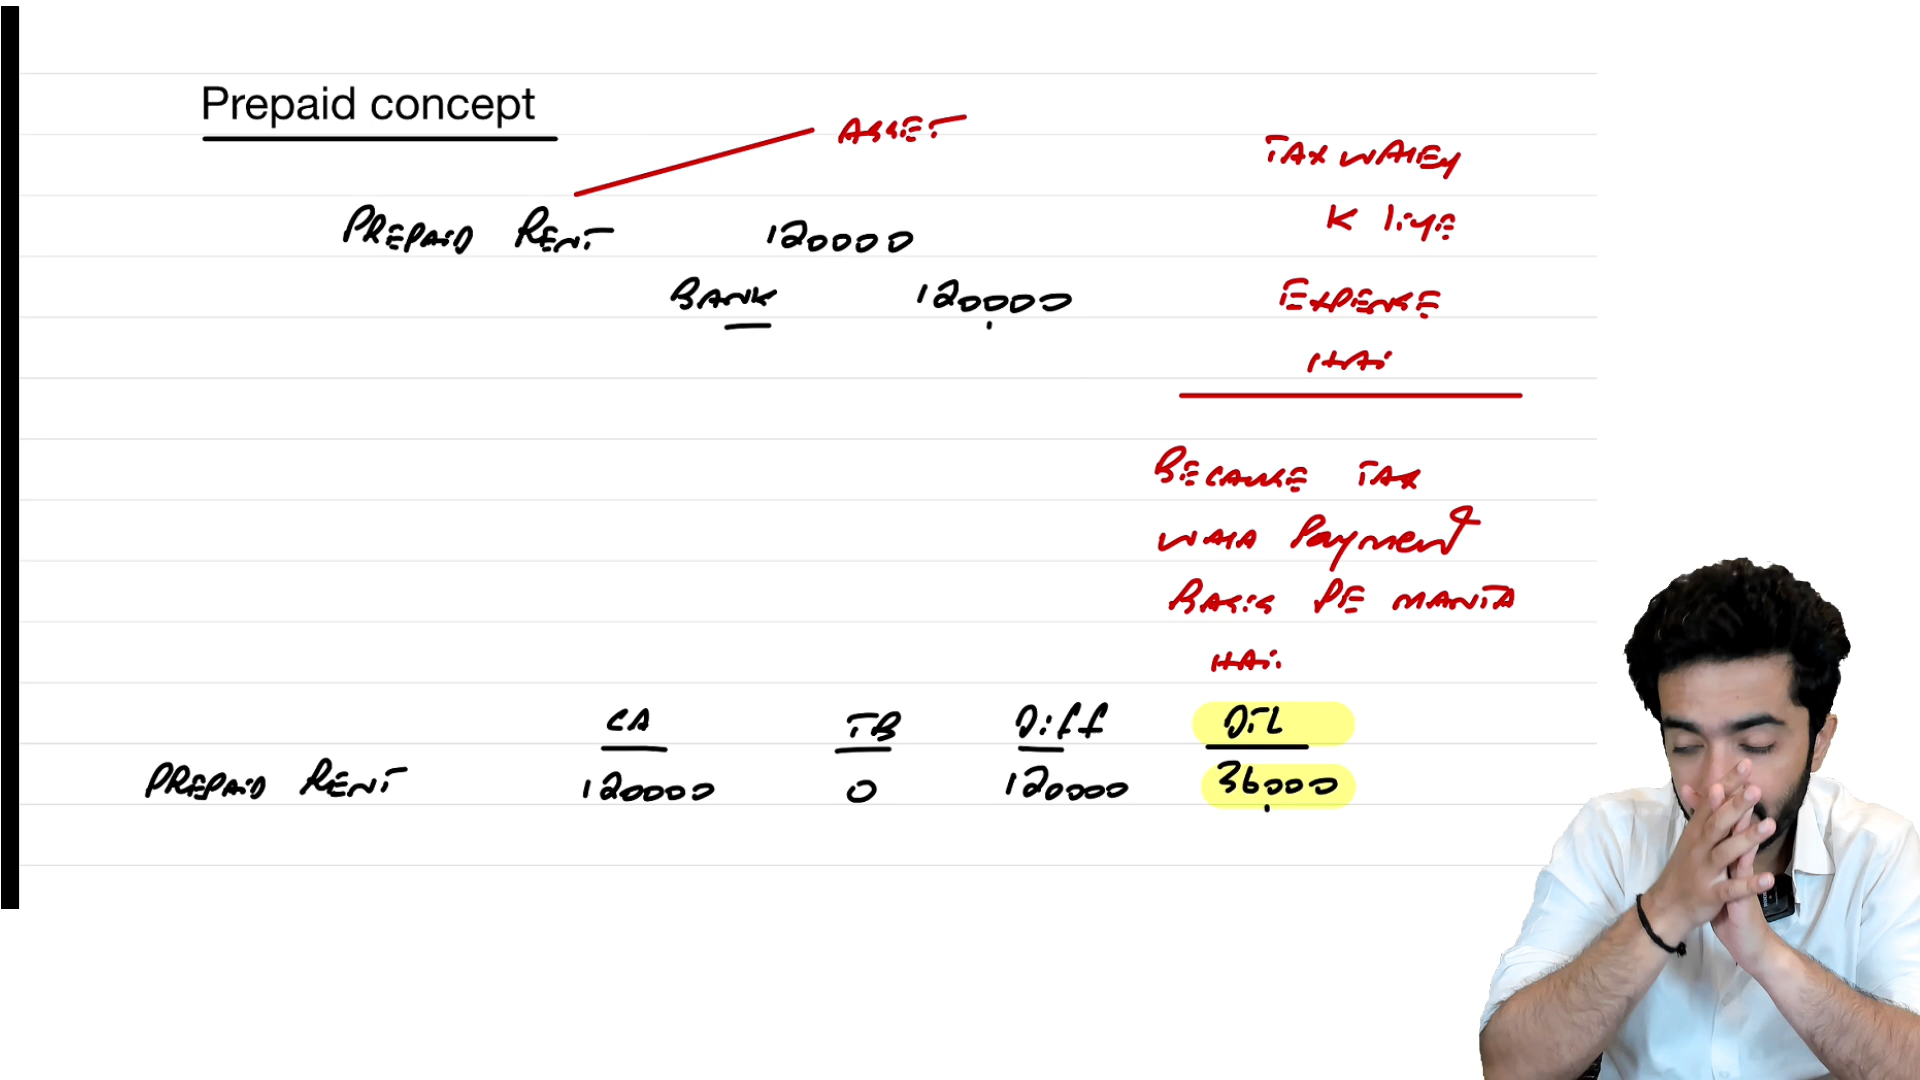 Prepaid concept
ASSET
PREPAID RENT 120000
BANK 120000
TAX WALEY
K liyE
EXPENSE
HAi
BECAUSE TAX
WALA Payment
BASiS PE MANTA
HAi.
CA TB Diff DTL
PREPAID RENT 120000 0 120000 36000